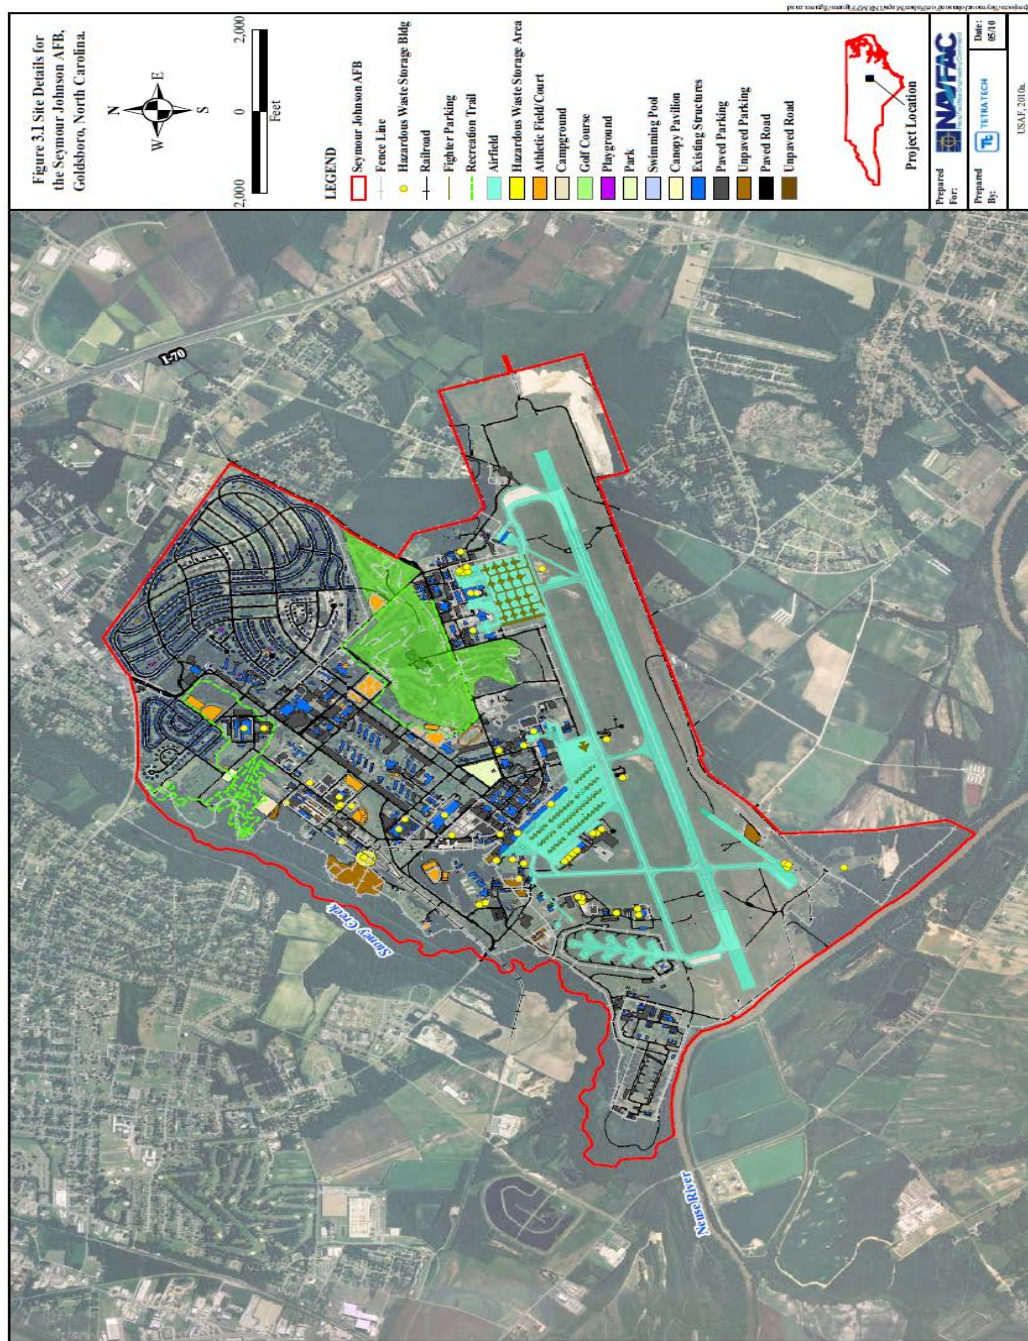 Figure 3.1 Site Details for
the Seymour Johnson AFB,
Goldsboro, North Carolina.
N
W
E
S
2,000
0
2,000
Feet
LEGEND
Seymour Johnson AFB
Fence Line
Hazardous Waste Storage Bldg
Railroad
Fighter Parking
Recreation Trail
Airfield
Hazardous Waste Storage Area
Athletic Field/Court
Campground
Golf Course
Playground
Park
Swimming Pool
Canopy Pavilion
Existing Structures
Paved Parking
Unpaved Parking
Paved Road
Unpaved Road
Project Location
Prepared
For:
NAVFAC
Prepared
By:
TETRA TECH
Date:
05/10
USAF, 2010a.
I-70
Stoney Creek
Neuse River